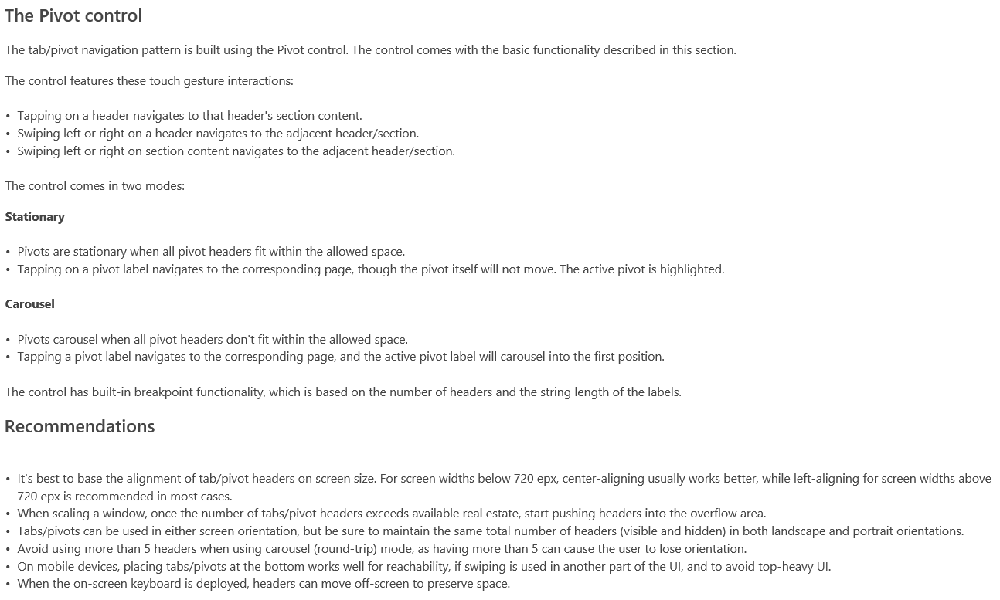 The Pivot control
The tab/pivot navigation pattern is built using the Pivot control. The control comes with the basic functionality described in this section.
The control features these touch gesture interactions:
• Tapping on a header navigates to that header's section content.
• Swiping left or right on a header navigates to the adjacent header/section.
• Swiping left or right on section content navigates to the adjacent header/section.
The control comes in two modes:
Stationary
• Pivots are stationary when all pivot headers fit within the allowed space.
• Tapping on a pivot label navigates to the corresponding page, though the pivot itself will not move. The active pivot is highlighted.
Carousel
• Pivots carousel when all pivot headers don't fit within the allowed space.
• Tapping a pivot label navigates to the corresponding page, and the active pivot label will carousel into the first position.
The control has built-in breakpoint functionality, which is based on the number of headers and the string length of the labels.
Recommendations
• It's best to base the alignment of tab/pivot headers on screen size. For screen widths below 720 epx, center-aligning usually works better, while left-aligning for screen widths above
720 epx is recommended in most cases.
• When scaling a window, once the number of tabs/pivot headers exceeds available real estate, start pushing headers into the overflow area.
• Tabs/pivots can be used in either screen orientation, but be sure to maintain the same total number of headers (visible and hidden) in both landscape and portrait orientations.
• Avoid using more than 5 headers when using carousel (round-trip) mode, as having more than 5 can cause the user to lose orientation.
• On mobile devices, placing tabs/pivots at the bottom works well for reachability, if swiping is used in another part of the UI, and to avoid top-heavy UI.
• When the on-screen keyboard is deployed, headers can move off-screen to preserve space.